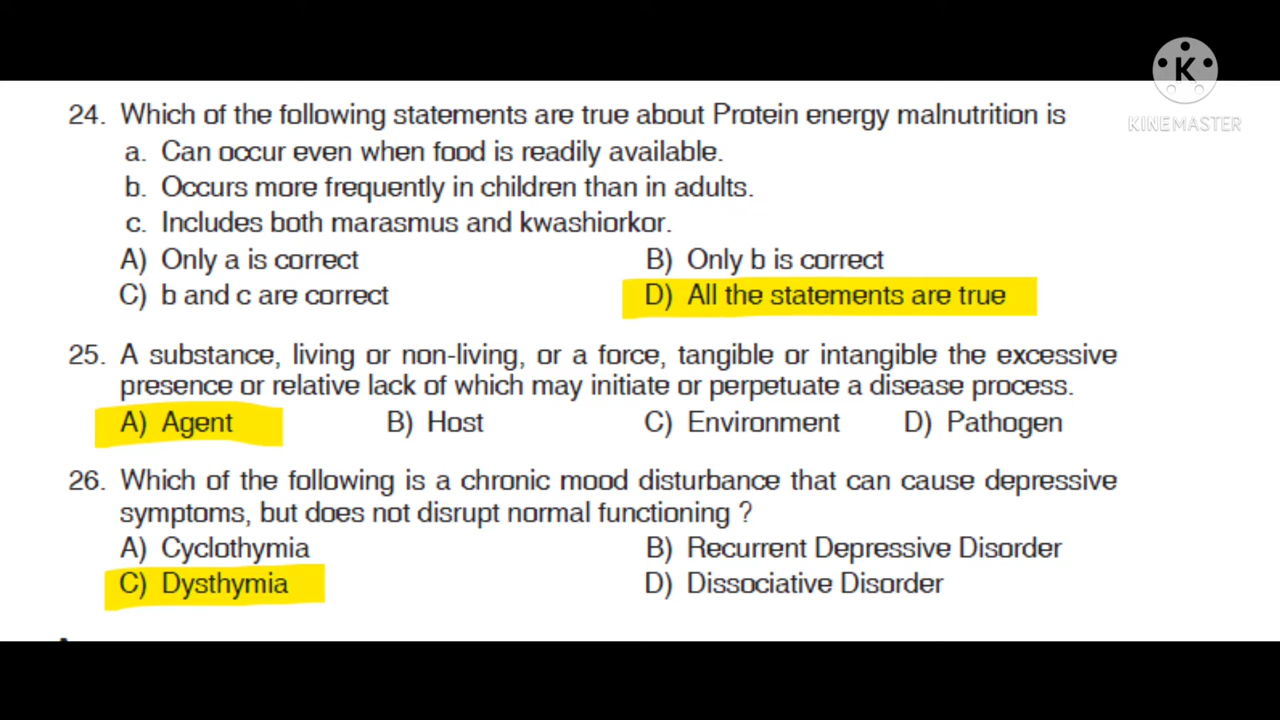 K
KINEMASTER
24. Which of the following statements are true about Protein energy malnutrition is
a. Can occur even when food is readily available.
b. Occurs more frequently in children than in adults.
c. Includes both marasmus and kwashiorkor.
A) Only a is correct B) Only b is correct
C) b and c are correct D) All the statements are true
25. A substance, living or non-living, or a force, tangible or intangible the excessive
presence or relative lack of which may initiate or perpetuate a disease process.
A) Agent B) Host C) Environment D) Pathogen
26. Which of the following is a chronic mood disturbance that can cause depressive
symptoms, but does not disrupt normal functioning ?
A) Cyclothymia B) Recurrent Depressive Disorder
C) Dysthymia D) Dissociative Disorder